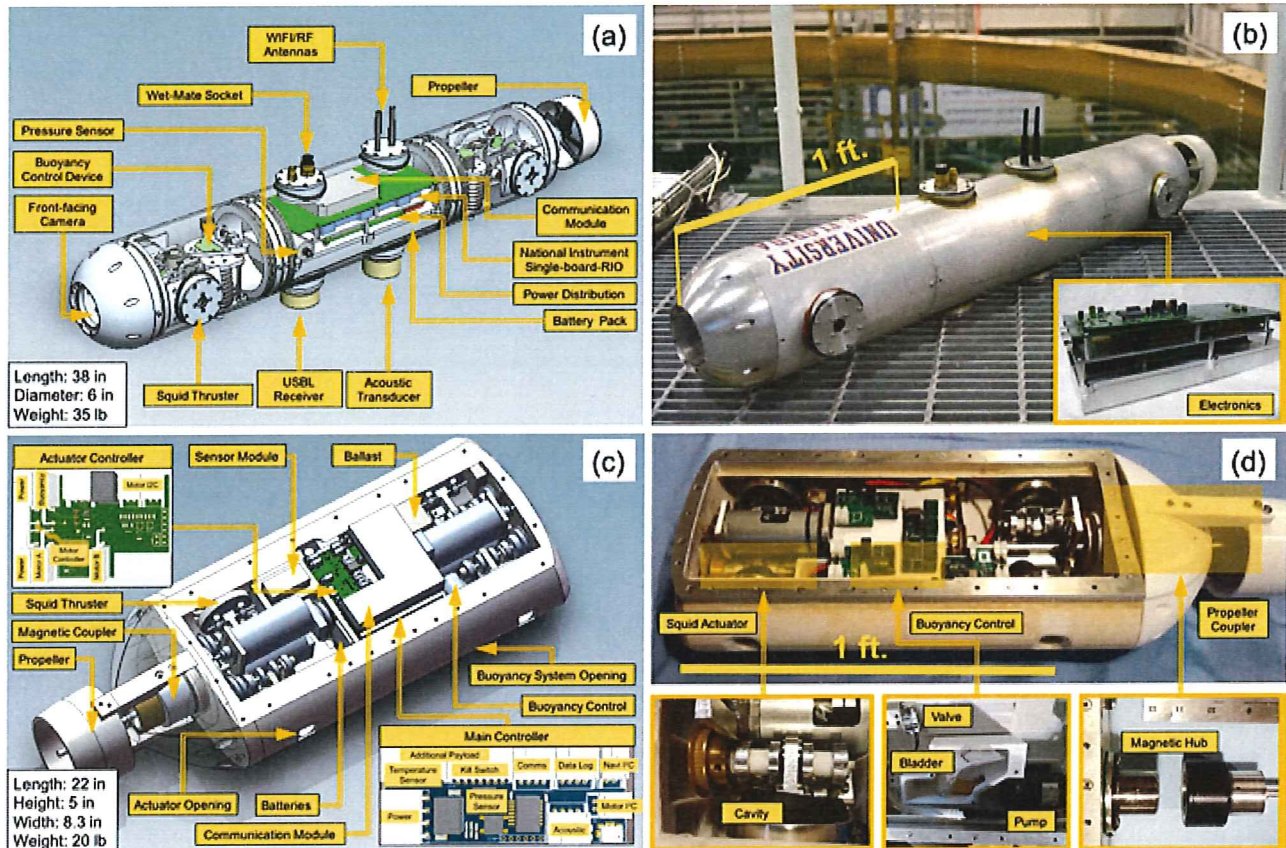 (a)
WIFI/RF
Antennas
Wet-Mate Socket
Propeller
Pressure Sensor
Buoyancy
Control Device
Front-facing
Camera
Communication
Module
National Instrument
Single-board-RIO
Power Distribution
Battery Pack
Squid Thruster
USBL
Receiver
Acoustic
Transducer
Length: 38 in
Diameter: 6 in
Weight: 35 lb
(b)
1 ft.
UNIVERSITY
Electronics
(c)
Actuator Controller
Power
Buoyancy
Motor I2C
Power
Motor A
Motor
Controller
Motor B
Sensor Module
Ballast
Squid Thruster
Magnetic Coupler
Propeller
Buoyancy System Opening
Buoyancy Control
Main Controller
Additional Payload
Temperature
Sensor
Kill Switch
Comms
Data Log
Navi I²C
Power
Pressure
Sensor
Motor I²C
Acoustic
Actuator Opening
Batteries
Communication Module
Length: 22 in
Height: 5 in
Width: 8.3 in
Weight: 20 lb
(d)
Squid Actuator
Buoyancy Control
Propeller
Coupler
1 ft.
Cavity
Valve
Bladder
Pump
Magnetic Hub